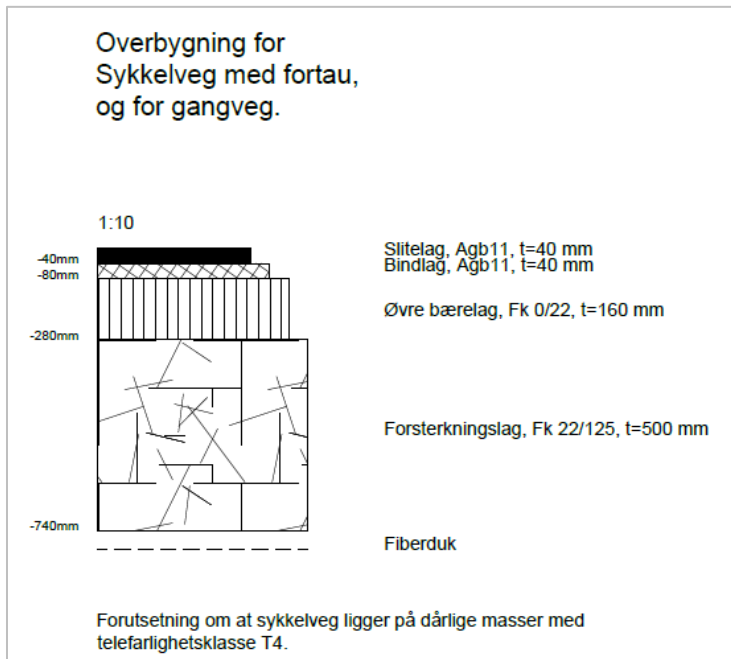 Overbygning for
Sykkelveg med fortau,
og for gangveg.
1:10
-40mm
Slitelag, Agb11, t=40 mm
-80mm
Bindlag, Agb11, t=40 mm
Øvre bærelag, Fk 0/22, t=160 mm
-280mm
Forsterkningslag, Fk 22/125, t=500 mm
-740mm
Fiberduk
Forutsetning om at sykkelveg ligger på dårlige masser med
telefarlighetsklasse T4.